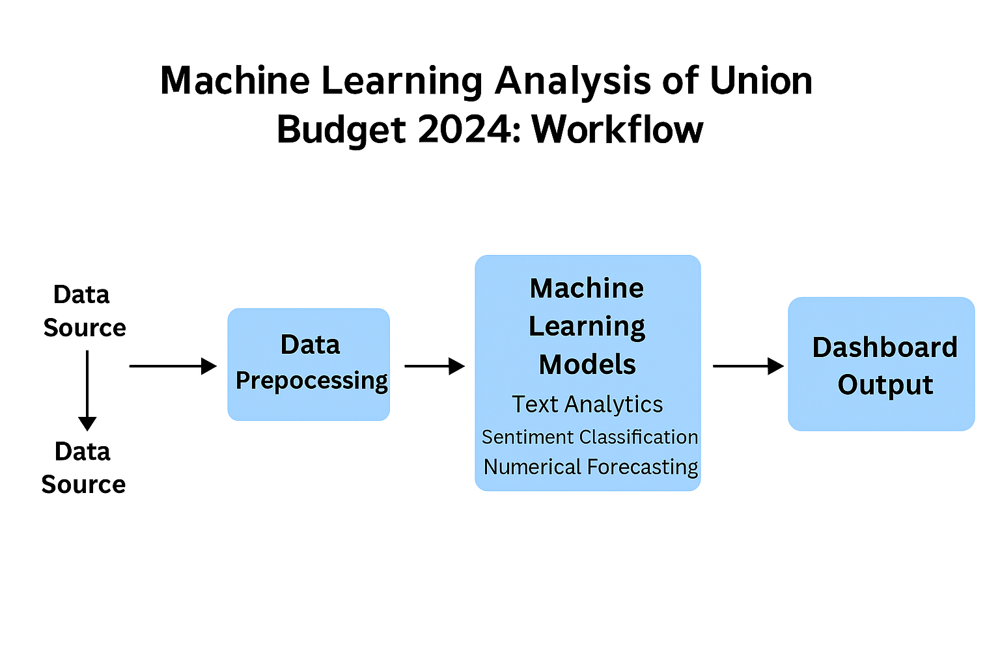 Machine Learning Analysis of Union
Budget 2024: Workflow
Data
Source
Data
Source
Data
Prepocessing
Machine
Learning
Models
Text Analytics
Sentiment Classification
Numerical Forecasting
Dashboard
Output